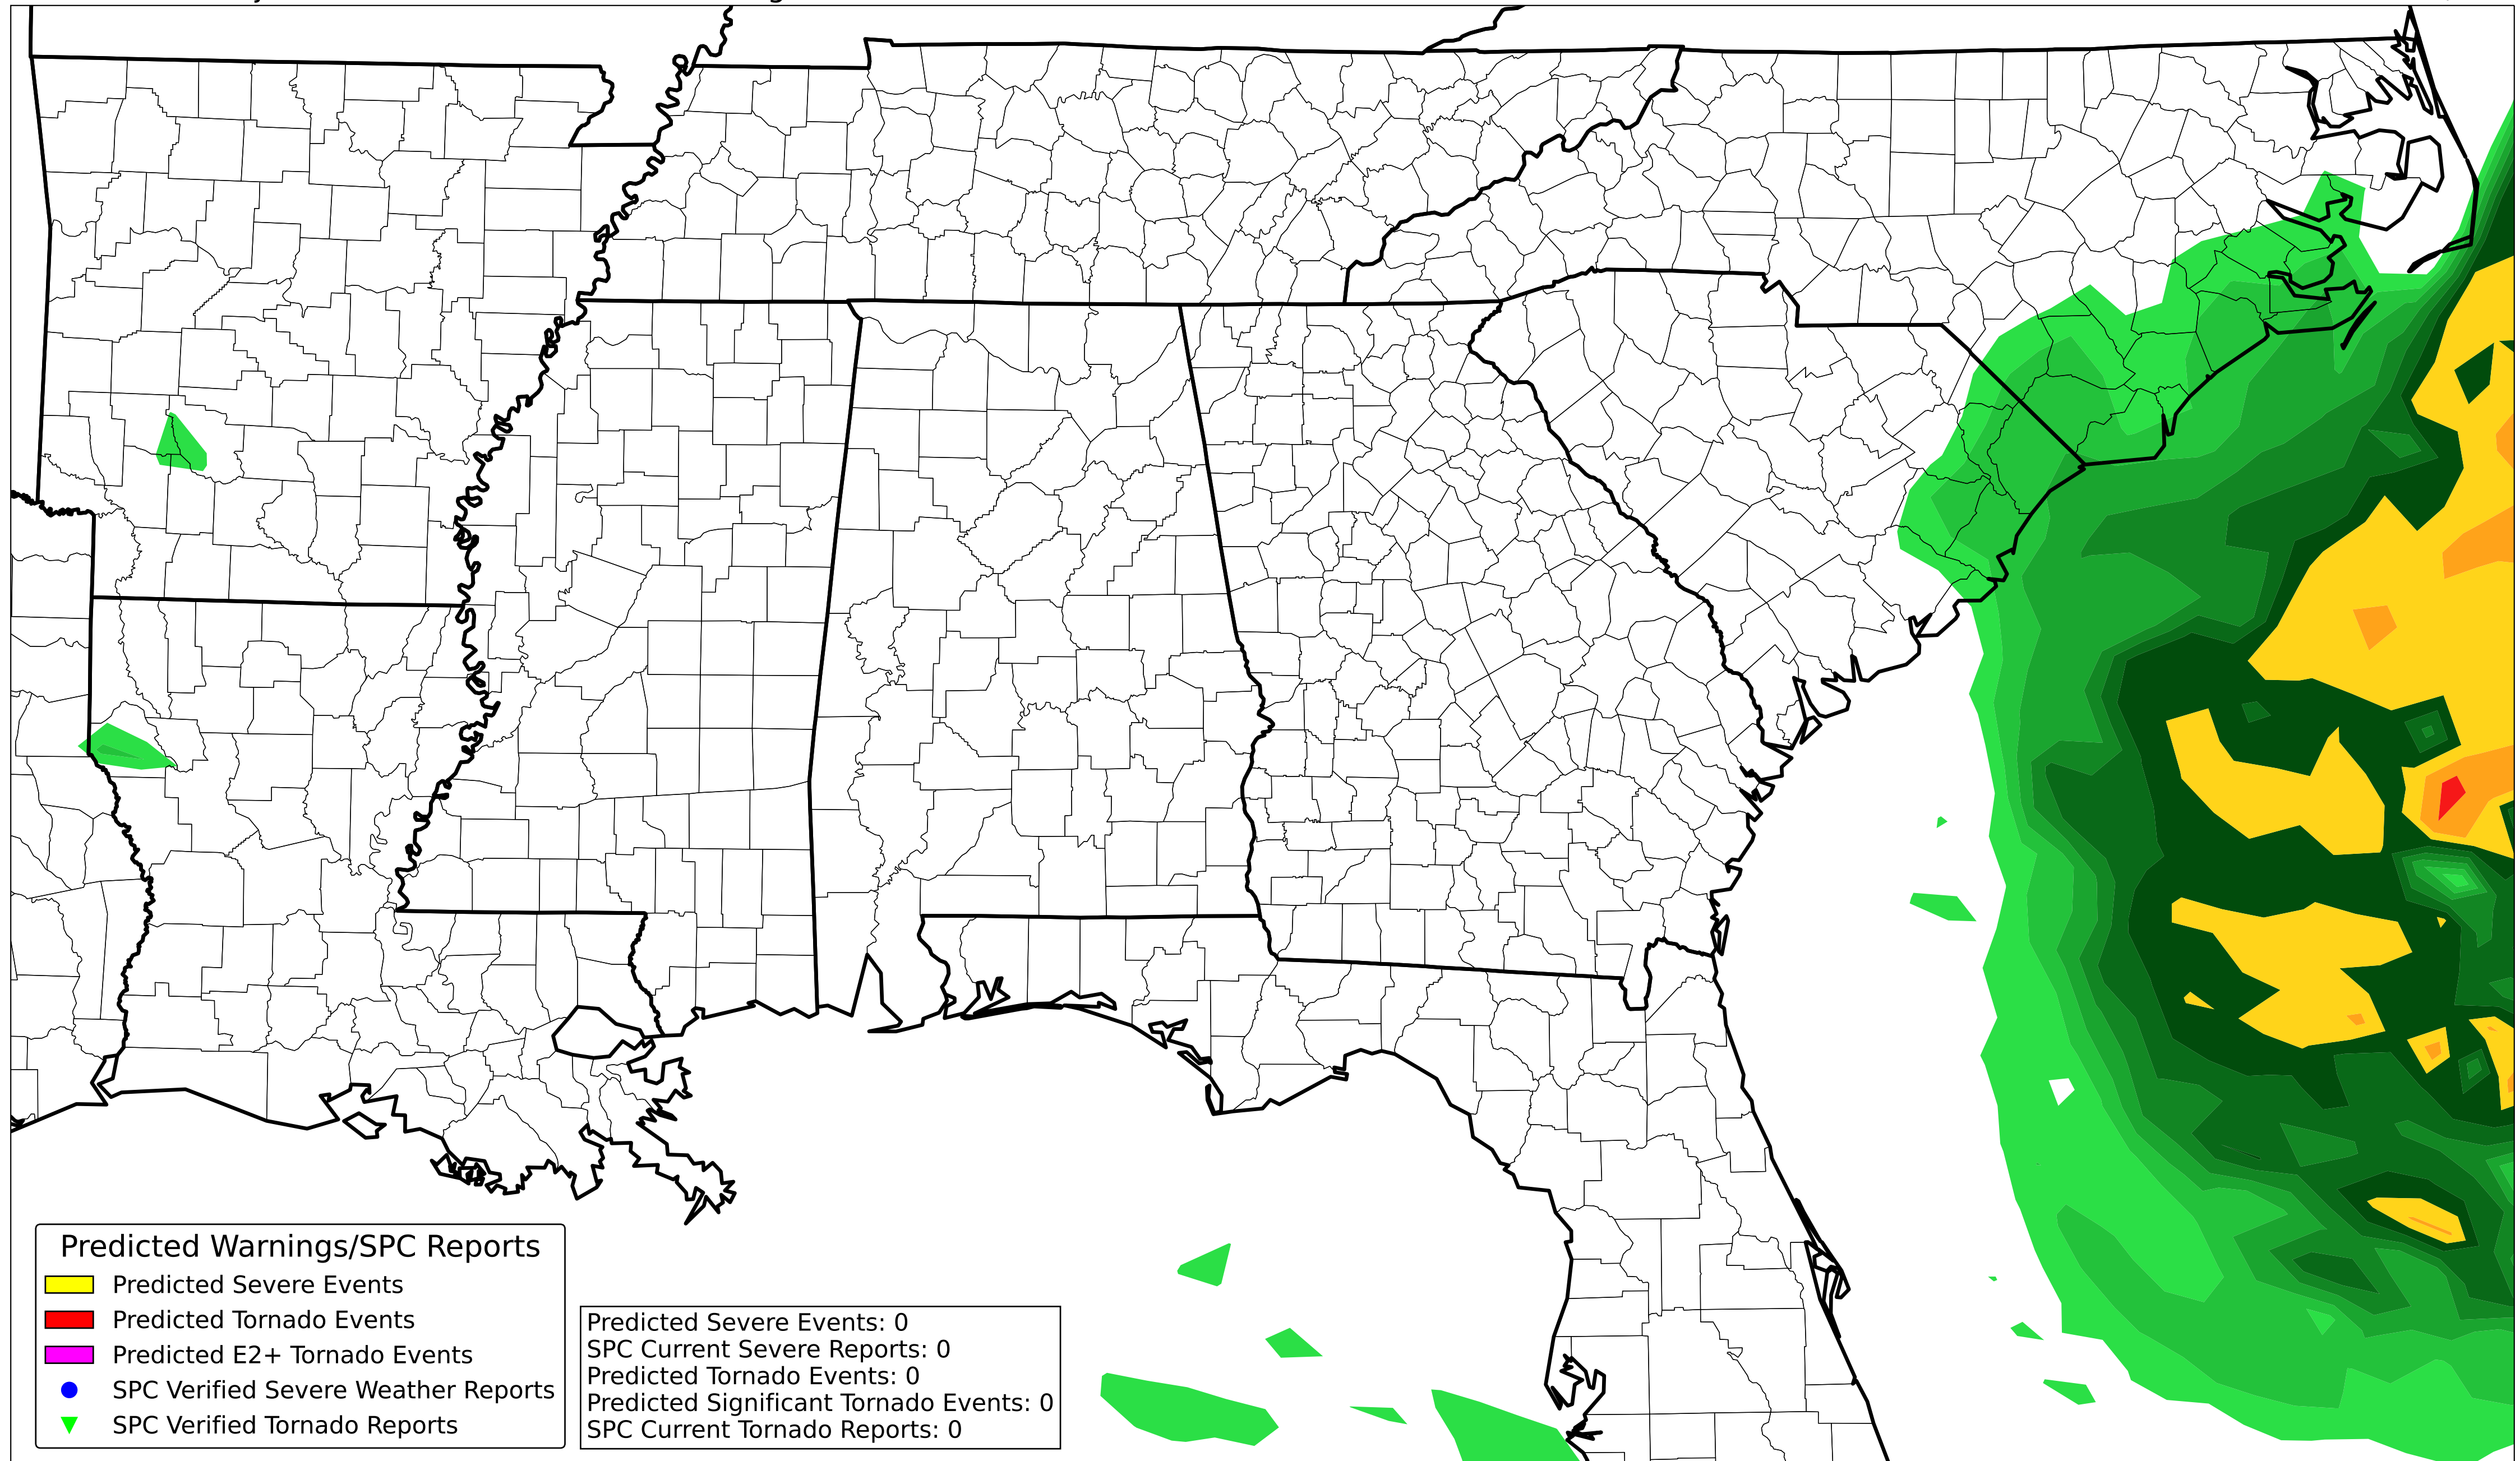 Predicted Warnings/SPC Reports
Predicted Severe Events
Predicted Tornado Events
Predicted E2+ Tornado Events
SPC Verified Severe Weather Reports
SPC Verified Tornado Reports
Predicted Severe Events: 0
SPC Current Severe Reports: 0
Predicted Tornado Events: 0
Predicted Significant Tornado Events: 0
SPC Current Tornado Reports: 0